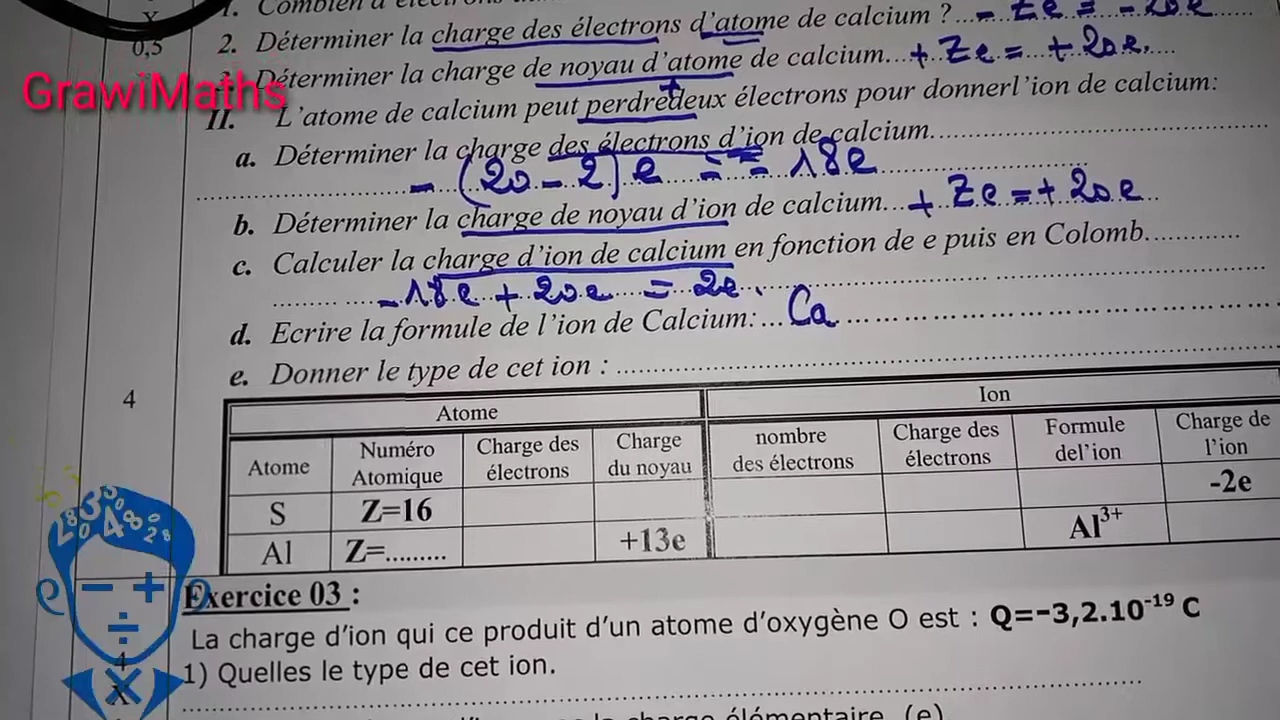 1. Combien d'électrons
X
0,5
2. Déterminer la charge des électrons d'atome de calcium ?...- Ze = -20e
GrawiMaths
Déterminer la charge de noyau d'atome de calcium...+ Ze = + 20e.
II. L'atome de calcium peut perdredeux électrons pour donnerl'ion de calcium:
+
a. Déterminer la charge des électrons d'ion de calcium.
- (20 - 2) e = = 18e
b. Déterminer la charge de noyau d'ion de calcium...+ Ze = + 20e
c. Calculer la charge d'ion de calcium en fonction de e puis en Colomb.
- 18e + 20e = 2e.
d. Ecrire la formule de l'ion de Calcium:...Ca
e. Donner le type de cet ion :
4
Atome Ion
Atome Numéro Atomique Charge des électrons Charge du noyau nombre des électrons Charge des électrons Formule del'ion Charge de l'ion
S Z=16 -2e
Al Z=......... +13e Al³⁺
Exercice 03 :
La charge d'ion qui ce produit d'un atome d'oxygène O est : Q=-3,2.10⁻¹⁹ C
4
X
1) Quelles le type de cet ion.
la charge élémentaire (e)